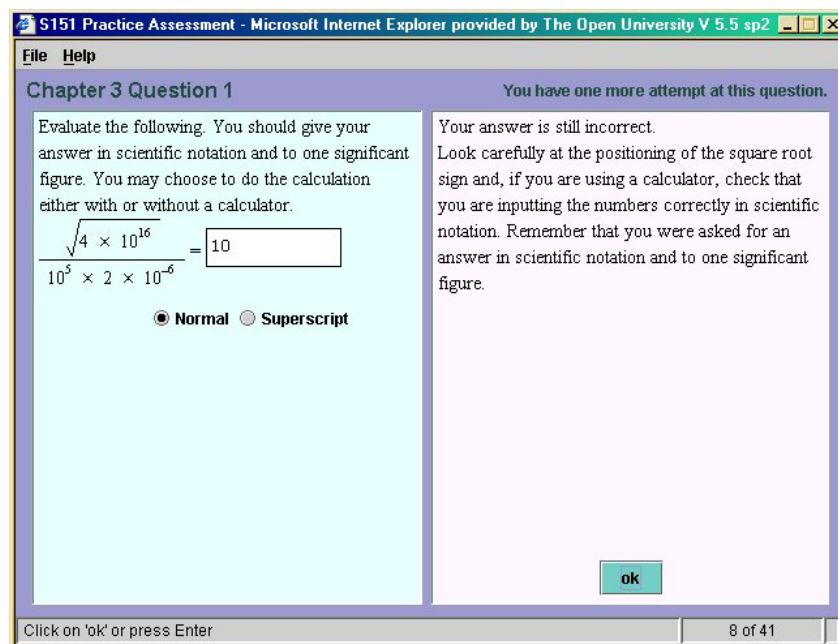 S151 Practice Assessment - Microsoft Internet Explorer provided by The Open University V 5.5 sp2
File Help
Chapter 3 Question 1
You have one more attempt at this question.
Evaluate the following. You should give your
answer in scientific notation and to one significant
figure. You may choose to do the calculation
either with or without a calculator.
√4 × 10¹⁶
10⁵ × 2 × 10⁻⁶
= 10
Normal Superscript
Your answer is still incorrect.
Look carefully at the positioning of the square root
sign and, if you are using a calculator, check that
you are inputting the numbers correctly in scientific
notation. Remember that you were asked for an
answer in scientific notation and to one significant
figure.
ok
Click on 'ok' or press Enter
8 of 41